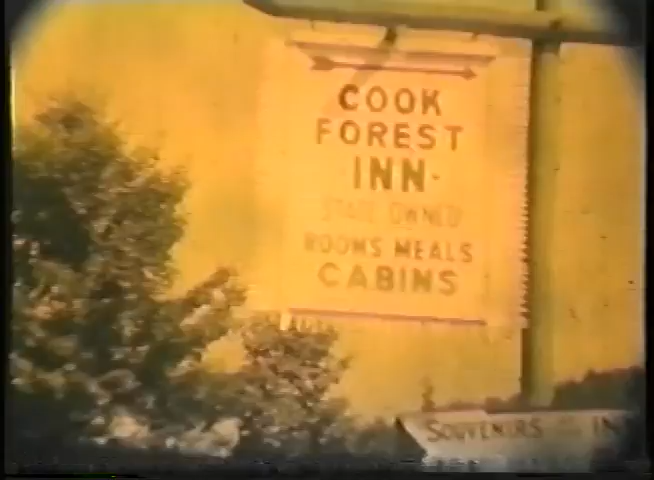 COOK
FOREST
INN
STATE OWNED
ROOMS MEALS
CABINS
SOUVENIRS